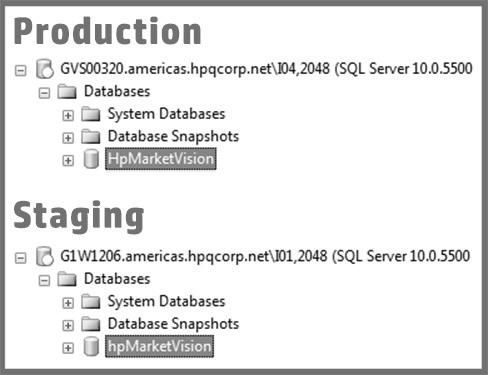 Production
GVS00320.americas.hpqcorp.net\I04,2048 (SQL Server 10.0.5500
Databases
System Databases
Database Snapshots
HpMarketVision
Staging
G1W1206.americas.hpqcorp.net\I01,2048 (SQL Server 10.0.5500
Databases
System Databases
Database Snapshots
hpMarketVision